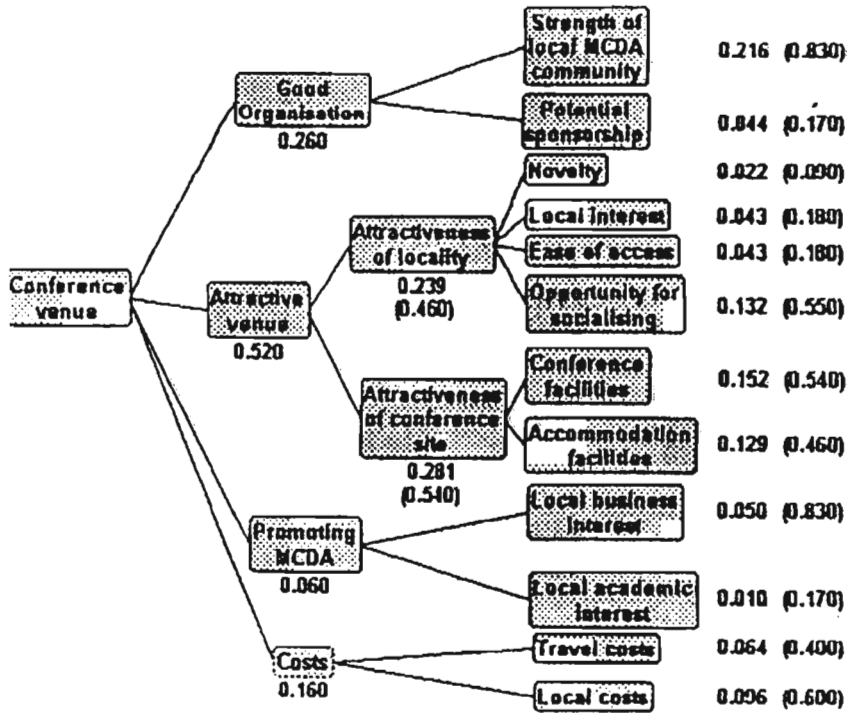 Conference
venue
Good
Organisation
0.260
Strength of
local MCDA
community
0.216 (0.830)
Potential
sponsorship
0.044 (0.170)
Attractive
venue
0.520
Attractiveness
of locality
0.239
(0.460)
Novelty
0.022 (0.090)
Local interest
0.043 (0.180)
Ease of access
0.043 (0.180)
Opportunity for
socialising
0.132 (0.550)
Attractiveness
of conference
site
0.281
(0.540)
Conference
facilities
0.152 (0.540)
Accommodation
facilities
0.129 (0.460)
Promoting
MCDA
0.060
Local business
interest
0.050 (0.830)
Local academic
interest
0.010 (0.170)
Costs
0.160
Travel costs
0.064 (0.400)
Local costs
0.096 (0.600)